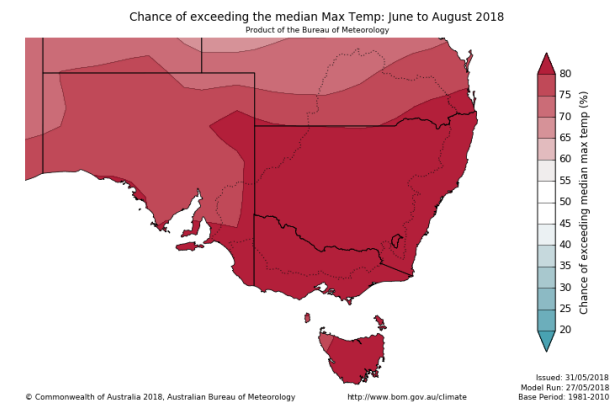 Chance of exceeding the median Max Temp: June to August 2018
Product of the Bureau of Meteorology
80
75
70
65
60
55
50
45
40
35
30
25
20
Chance of exceeding median max temp (%)
Issued: 31/05/2018
Model Run: 27/05/2018
© Commonwealth of Australia 2018, Australian Bureau of Meteorology http://www.bom.gov.au/climate Base Period: 1981-2010